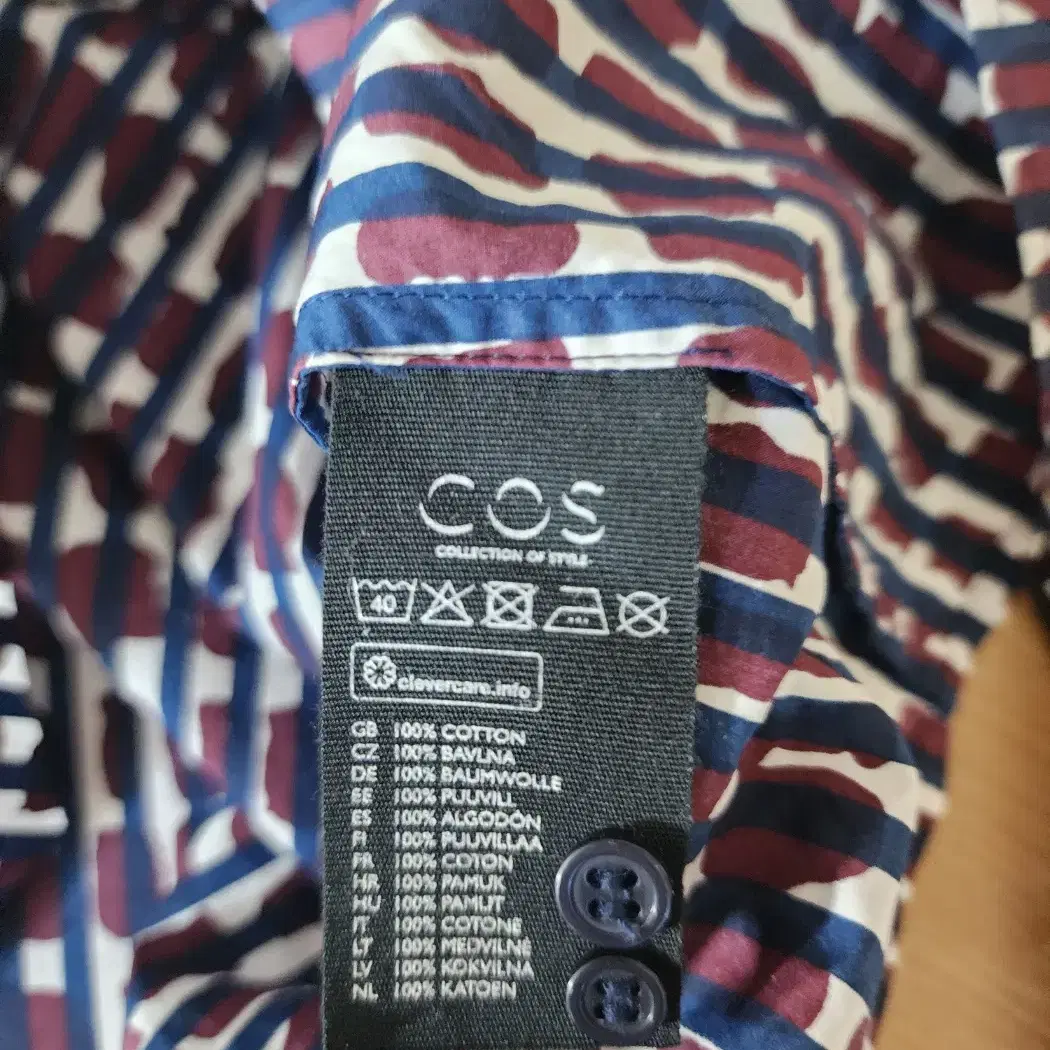 COS
COLLECTION OF STYLE
40
clevercare.info
GB 100% COTTON
CZ 100% BAVLNA
DE 100% BAUMWOLLE
EE 100% PUUVILL
ES 100% ALGODÓN
FI 100% PUUVILLAA
FR 100% COTON
HR 100% PAMUK
HU 100% PAMUT
IT 100% COTONE
LT 100% MEDVILNĖ
LV 100% KOKVILNA
NL 100% KATOEN